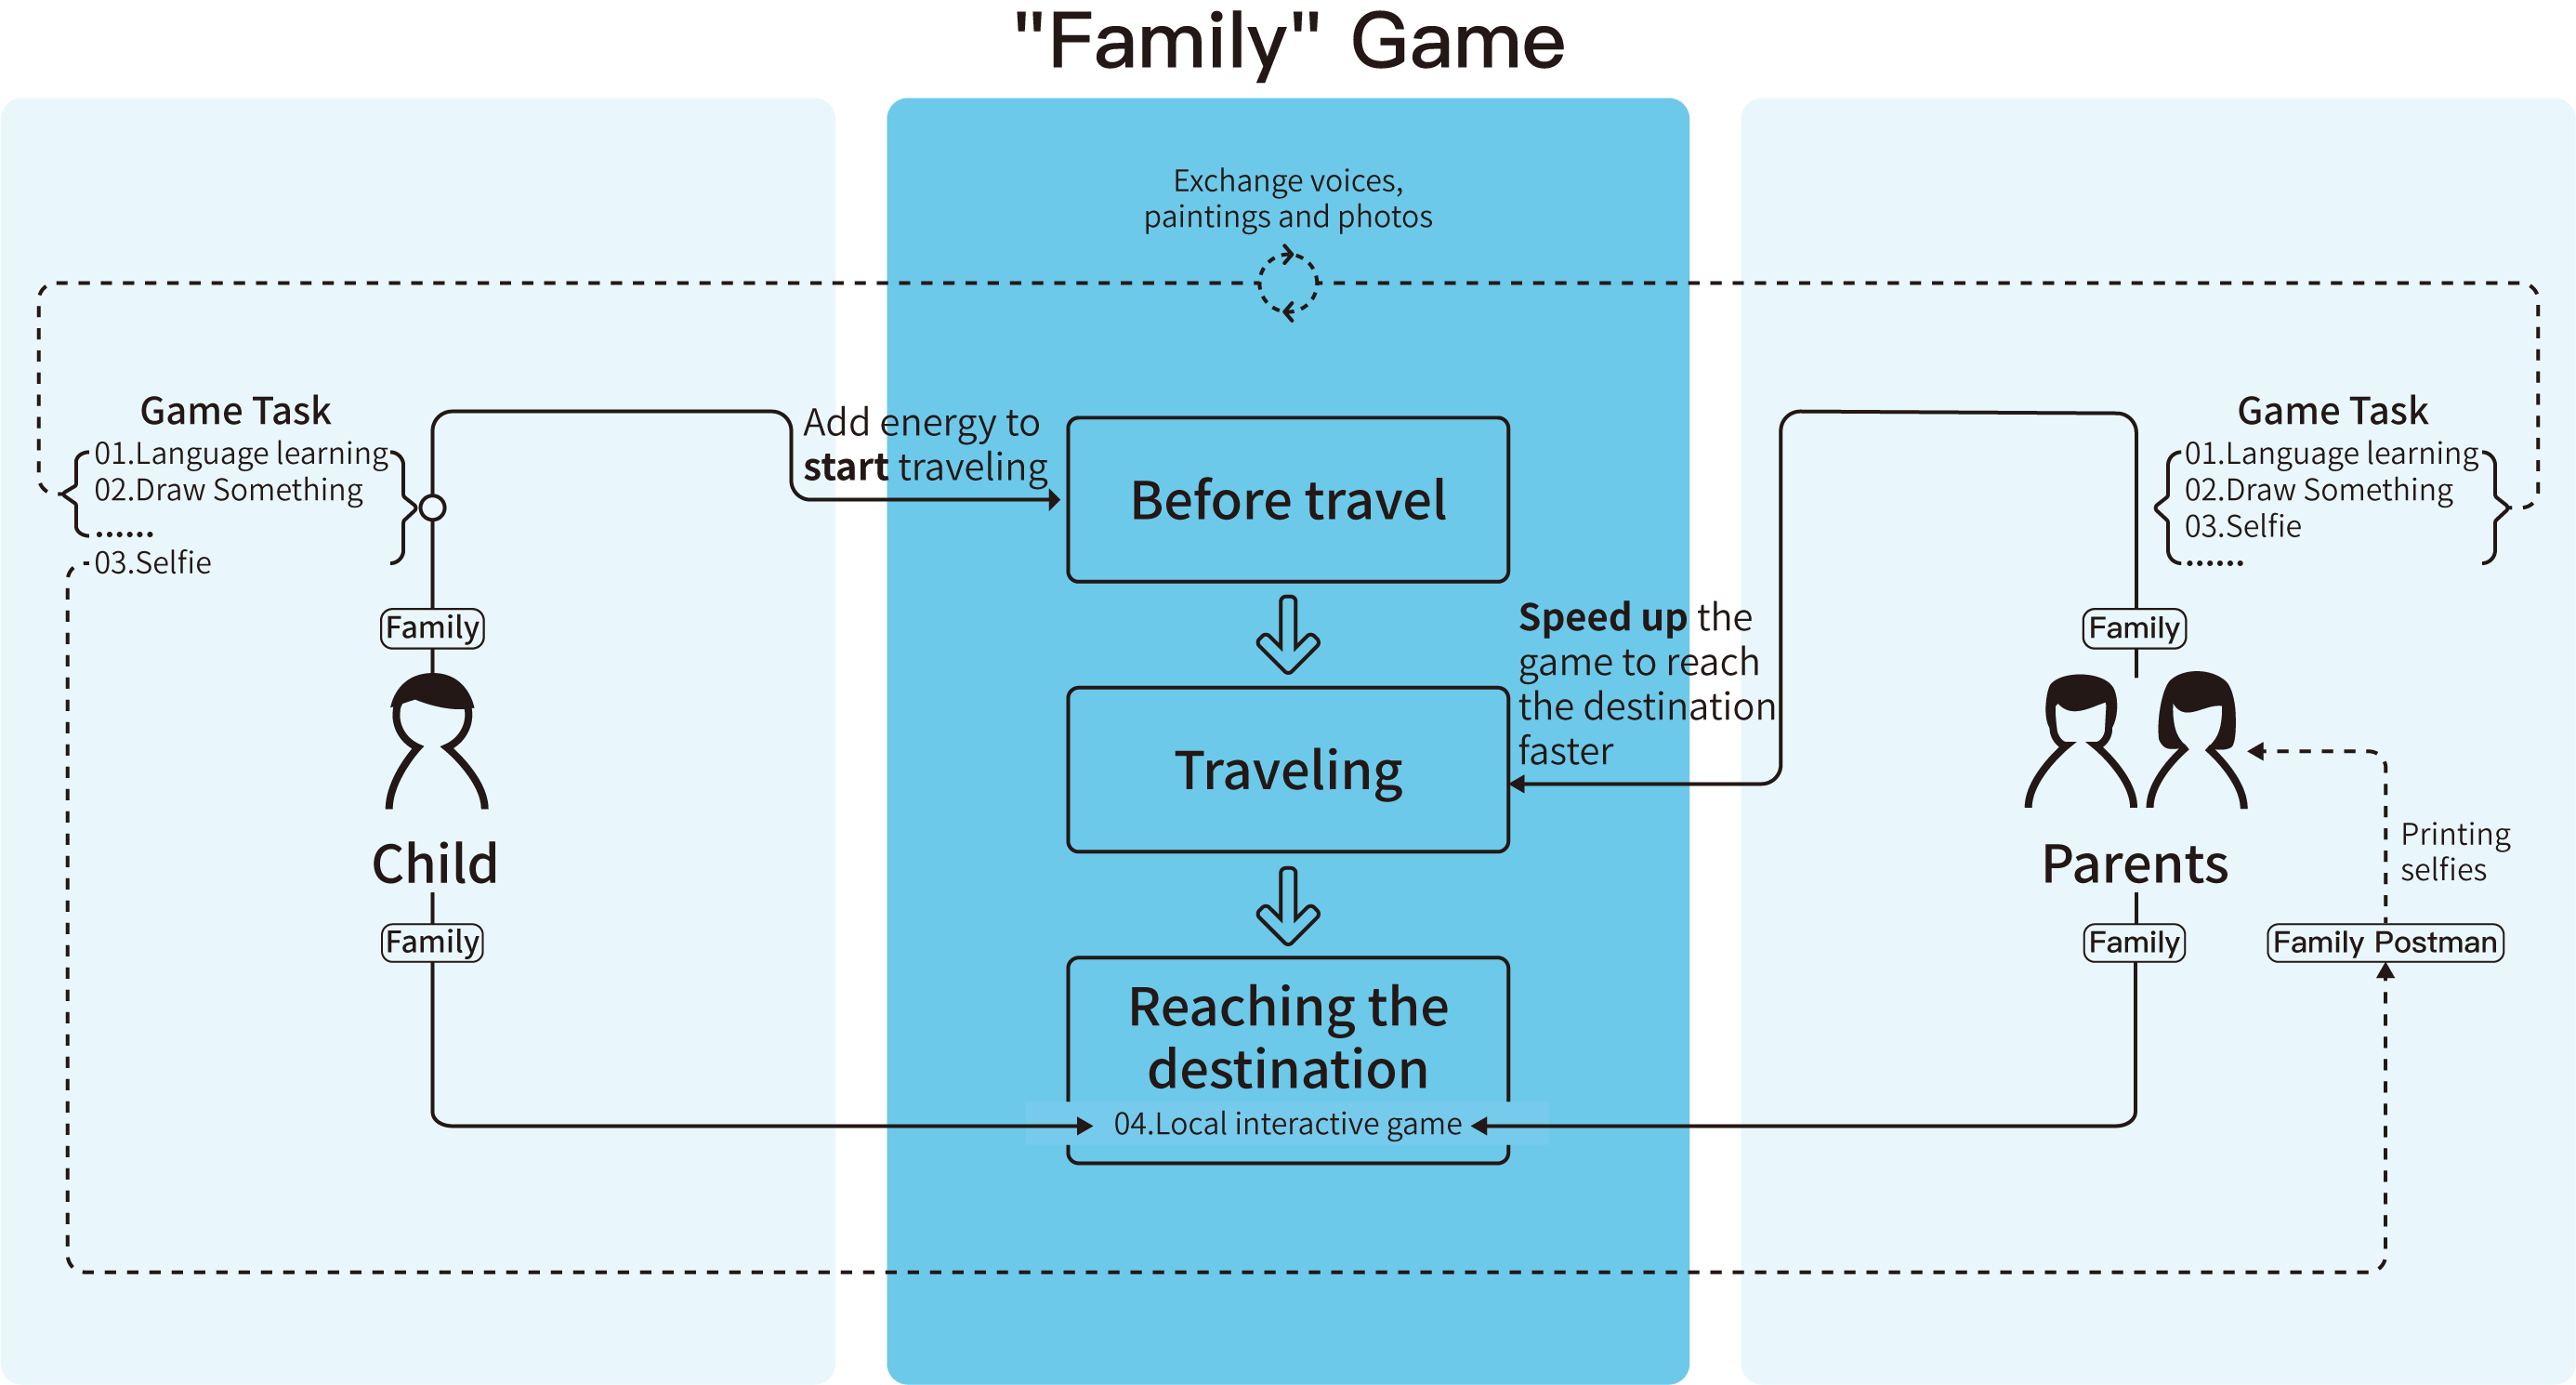 "Family" Game
Exchange voices,
paintings and photos
Game Task
01.Language learning
02.Draw Something
......
03.Selfie
Family
Child
Family
Add energy to
start traveling
Before travel
Speed up the
game to reach
the destination
faster
Traveling
Reaching the
destination
04.Local interactive game
Game Task
01.Language learning
02.Draw Something
03.Selfie
......
Family
Parents
Family
Printing
selfies
Family Postman